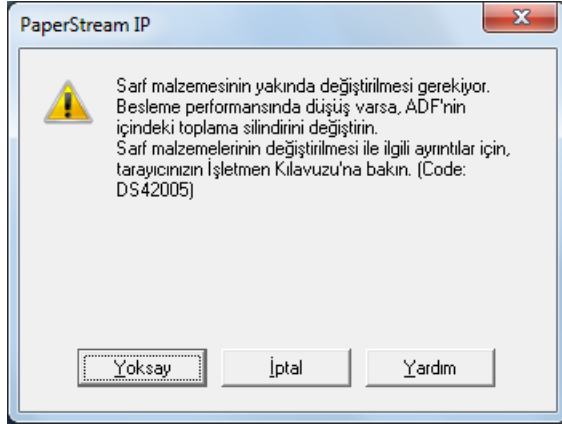 PaperStream IP
Sarf malzemesinin yakında değiştirilmesi gerekiyor.
Besleme performansında düşüş varsa, ADF'nin
içindeki toplama silindirini değiştirin.
Sarf malzemelerinin değiştirilmesi ile ilgili ayrıntılar için,
tarayıcınızın İşletmen Kılavuzu'na bakın. (Code:
DS42005)
Yoksay
İptal
Yardım